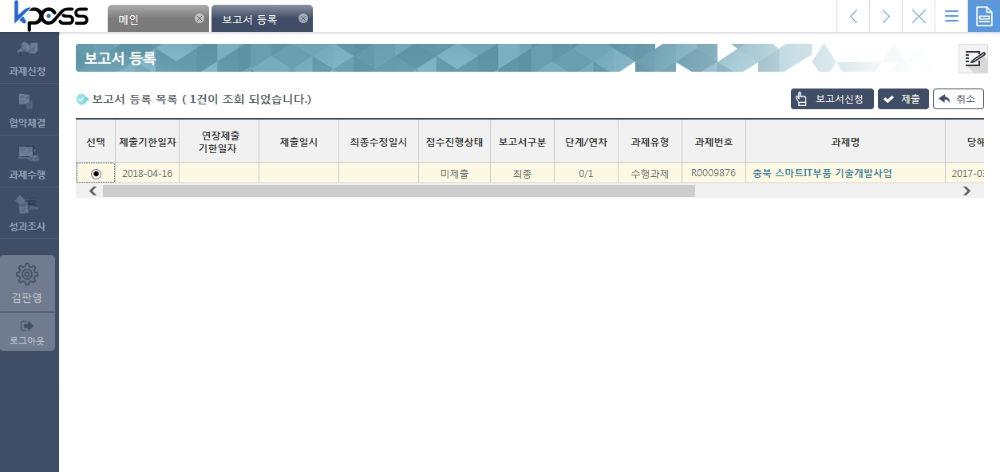 kpass
메인
보고서 등록
과제신청
협약체결
과제수행
성과조사
김판영
로그아웃
보고서 등록
보고서 등록 목록 ( 1건이 조회 되었습니다.)
보고서신청
제출
취소
선택 제출기한일자 연장제출 기한일자 제출일시 최종수정일시 접수진행상태 보고서구분 단계/연차 과제유형 과제번호 과제명 당해
2018-04-16 미제출 최종 0/1 수행과제 R0009876 충북 스마트IT부품 기술개발사업 2017-03